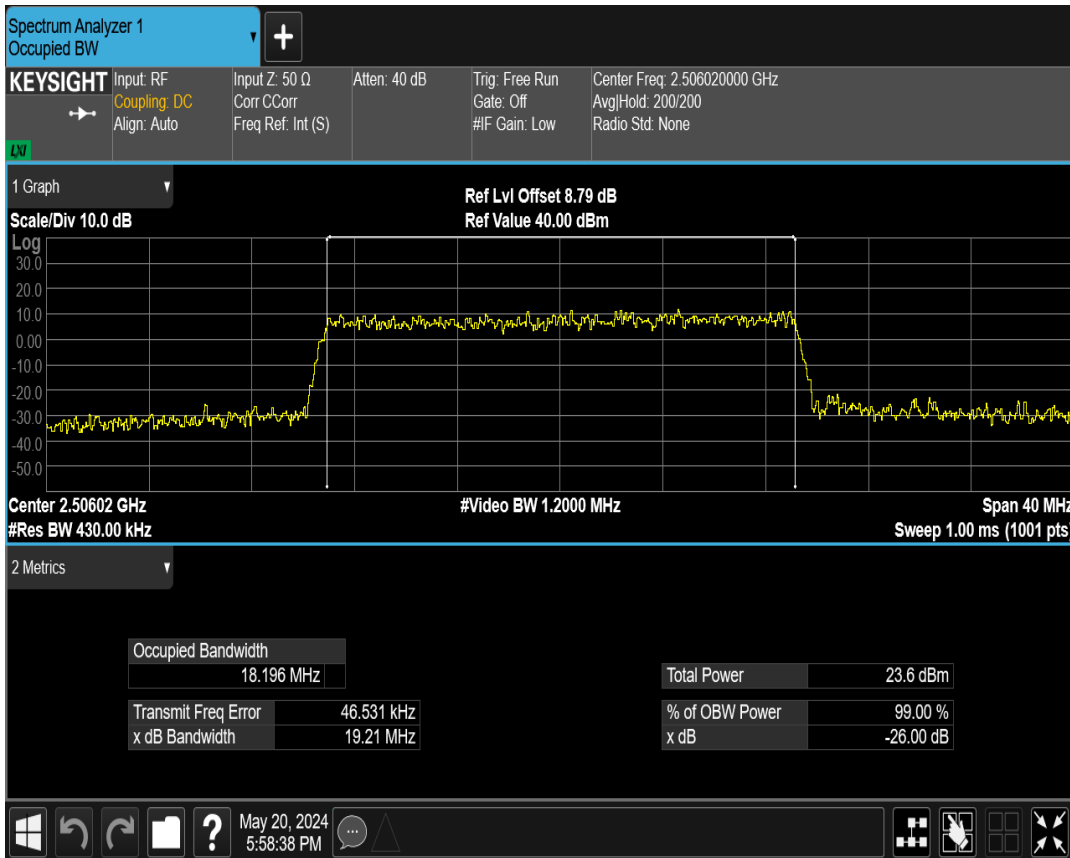 Spectrum Analyzer 1
Occupied BW
+
KEYSIGHT
LXI
Input: RF
Coupling: DC
Align: Auto
Input Z: 50 Ω
Corr CCorr
Freq Ref: Int (S)
Atten: 40 dB
Trig: Free Run
Gate: Off
#IF Gain: Low
Center Freq: 2.506020000 GHz
Avg|Hold: 200/200
Radio Std: None
1 Graph
Scale/Div 10.0 dB
Ref Lvl Offset 8.79 dB
Ref Value 40.00 dBm
Log
30.0
20.0
10.0
0.00
-10.0
-20.0
-30.0
-40.0
-50.0
Center 2.50602 GHz
#Video BW 1.2000 MHz
Span 40 MHz
#Res BW 430.00 kHz
Sweep 1.00 ms (1001 pts)
2 Metrics
Occupied Bandwidth
18.196 MHz
Transmit Freq Error 46.531 kHz
x dB Bandwidth 19.21 MHz
Total Power 23.6 dBm
% of OBW Power 99.00 %
x dB -26.00 dB
?
May 20, 2024
5:58:38 PM